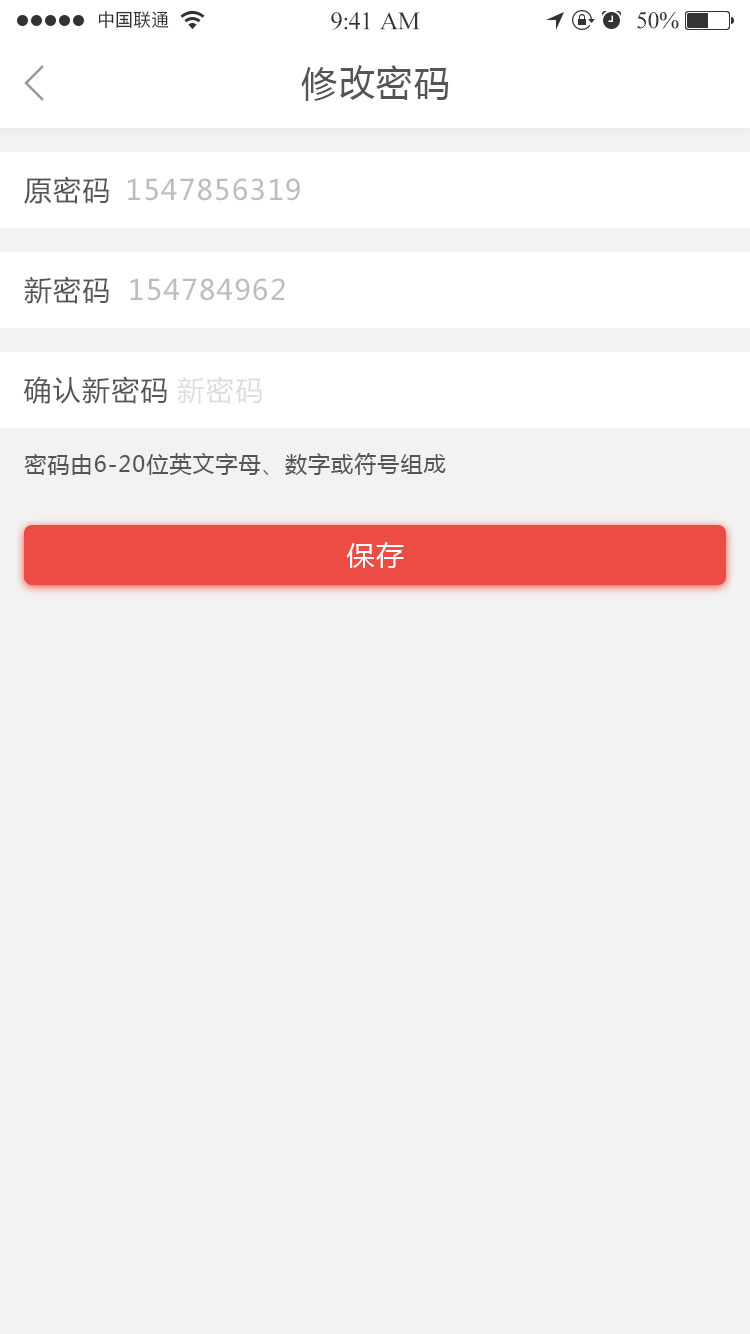 中国联通 9:41 AM 50%
修改密码
原密码 1547856319
新密码 154784962
确认新密码 新密码
密码由6-20位英文字母、数字或符号组成
保存